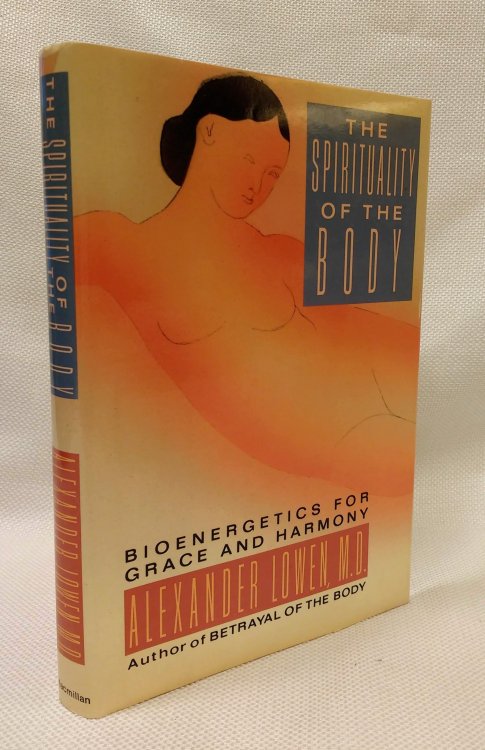 THE
SPIRITUALITY
OF THE
BODY
BIOENERGETICS FOR
GRACE AND HARMONY
ALEXANDER LOWEN, M.D.
Author of BETRAYAL OF THE BODY
THE SPIRITUALITY OF THE BODY
ALEXANDER LOWEN, M.D.
Macmillan